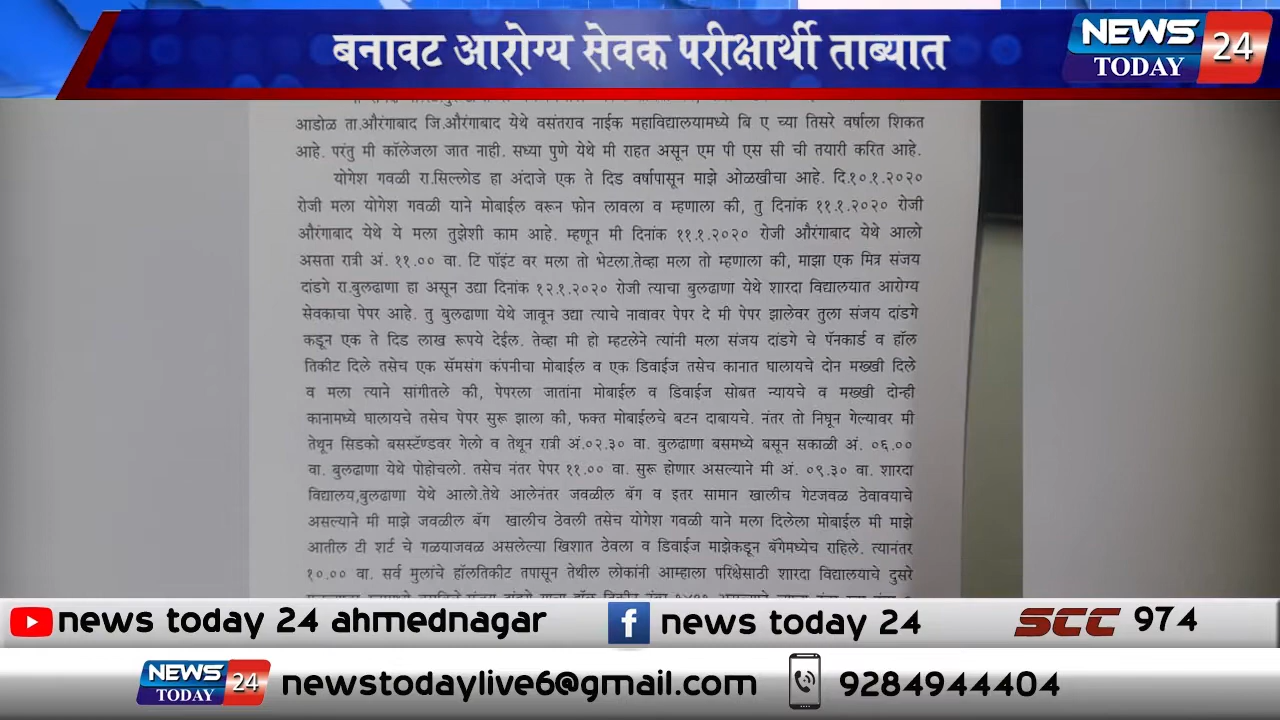 बनावट आरोग्य सेवक परीक्षार्थी ताब्यात
NEWS
TODAY
24
आडोळ ता.औरंगाबाद जि.औरंगाबाद येथे वसंतराव नाईक महाविद्यालयामध्ये बि ए च्या तिसरे वर्षाला शिकत
आहे. परंतु मी कॉलेजला जात नाही. सध्या पुणे येथे मी राहत असून एम पी एस सी ची तयारी करित आहे.
योगेश गवळी रा.सिल्लोड हा अंदाजे एक ते दिड वर्षापासून माझे ओळखीचा आहे. दि.१०.१.२०२०
रोजी मला योगेश गवळी याने मोबाईल वरून फोन लावला व म्हणाला की, तु दिनांक ११.१.२०२० रोजी
औरंगाबाद येथे ये मला तुझेशी काम आहे. म्हणून मी दिनांक ११.१.२०२० रोजी औरंगाबाद येथे आलो
असता रात्री अं. ११.०० वा. टि पॉइंट वर मला तो भेटला.तेव्हा मला तो म्हणाला की, माझा एक मित्र संजय
दांडगे रा.बुलढाणा हा असून उद्या दिनांक १२.१.२०२० रोजी त्याचा बुलढाणा येथे शारदा विद्यालयात आरोग्य
सेवकाचा पेपर आहे. तु बुलढाणा येथे जावून उद्या त्याचे नावावर पेपर दे मी पेपर झालेवर तुला संजय दांडगे
कडून एक ते दिड लाख रूपये देईल. तेव्हा मी हो म्हटलेने त्यांनी मला संजय दांडगे चे पॅनकार्ड व हॉल
तिकीट दिले तसेच एक सॅमसंग कंपनीचा मोबाईल व एक डिवाईज तसेच कानात घालायचे दोन मख्खी दिले
व मला त्याने सांगीतले की, पेपरला जातांना मोबाईल व डिवाईज सोबत न्यायचे व मख्खी दोन्ही
कानामध्ये घालायचे तसेच पेपर सुरू झाला की, फक्त मोबाईलचे बटन दाबायचे. नंतर तो निघून गेल्यावर मी
तेथून सिडको बसस्टॅण्डवर गेलो व तेथून रात्री अं.०२.३० वा. बुलढाणा बसमध्ये बसून सकाळी अं. ०६.००
वा. बुलढाणा येथे पोहोचलो. तसेच नंतर पेपर ११.०० वा. सुरू होणार असल्याने मी अं. ०९.३० वा. शारदा
विद्यालय,बुलढाणा येथे आलो.तेथे आलेनंतर जवळील बॅग व इतर सामान खालीच गेटजवळ ठेवावयाचे
असल्याने मी माझे जवळील बॅग खालीच ठेवली तसेच योगेश गवळी याने मला दिलेला मोबाईल मी माझे
आतील टी शर्ट चे गळयाजवळ असलेल्या खिशात ठेवला व डिवाईज माझेकडून बॅगेमध्येच राहिले. त्यानंतर
१०.०० वा. सर्व मुलांचे हॉलतिकीट तपासून तेथील लोकांनी आम्हाला परिक्षेसाठी शारदा विद्यालयाचे दुसरे
news today 24 ahmednagar
f news today 24
SCC 974
NEWS
TODAY
24
newstodaylive6@gmail.com
9284944404